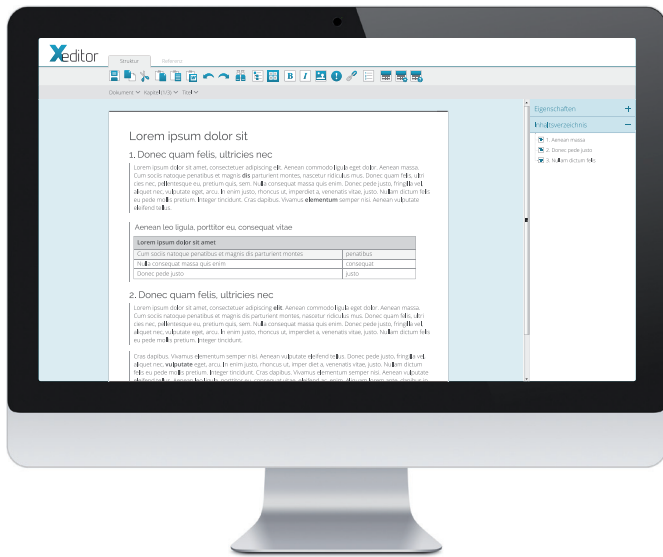 Xeditor
Struktur Referenz
B I
Dokument Kapitel(1/3) Titel
Eigenschaften
Inhaltsverzeichnis
1. Aenean massa
2. Donec pede justo
3. Nullam dictum felis
Lorem ipsum dolor sit
1. Donec quam felis, ultricies nec
Lorem ipsum dolor sit amet, consectetuer adipiscing elit. Aenean commodo ligula eget dolor. Aenean massa.
Cum sociis natoque penatibus et magnis dis parturient montes, nascetur ridiculus mus. Donec quam felis, ultri
cies nec, pellentesque eu, pretium quis, sem. Nulla consequat massa quis enim. Donec pede justo, fringilla vel,
aliquet nec, vulputate eget, arcu. In enim justo, rhoncus ut, imperdiet a, venenatis vitae, justo. Nullam dictum felis
eu pede mollis pretium. Integer tincidunt. Cras dapibus. Vivamus elementum semper nisi. Aenean vulputate
eleifend tellus.
Aenean leo ligula, porttitor eu, consequat vitae
Lorem ipsum dolor sit amet
Cum sociis natoque penatibus et magnis dis parturient montes penatibus
Nulla consequat massa quis enim consequat
Donec pede justo justo
2. Donec quam felis, ultricies nec
Lorem ipsum dolor sit amet, consectetuer adipiscing elit. Aenean commodo ligula eget dolor. Aenean massa.
Cum sociis natoque penatibus et magnis dis parturient montes, nascetur ridiculus mus. Donec quam felis, ultri
cies nec, pellentesque eu, pretium quis, sem. Nulla consequat massa quis enim. Donec pede justo, fringilla vel,
aliquet nec, vulputate eget, arcu. In enim justo, rhoncus ut, imperdiet a, venenatis vitae, justo. Nullam dictum felis
eu pede mollis pretium. Integer tincidunt.
Cras dapibus. Vivamus elementum semper nisi. Aenean vulputate eleifend tellus. Donec pede justo, fringilla vel,
aliquet nec, vulputate eget, arcu. In enim justo, rhoncus ut, imper diet a, venenatis vitae, justo. Nullam dictum
felis eu pede mollis pretium. Integer tincidunt. Cras dapibus. Vivamus elementum semper nisi. Aenean vulputate